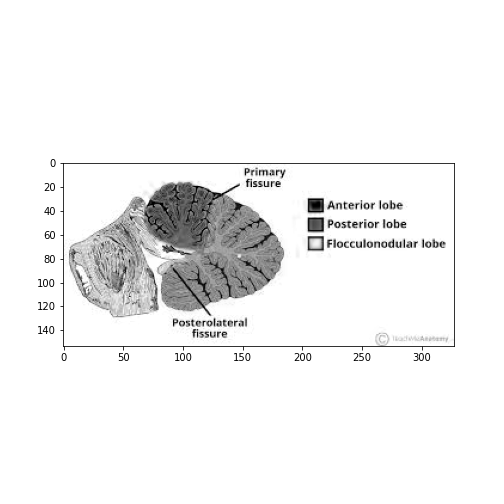 Primary
fissure
Anterior lobe
Posterior lobe
Flocculonodular lobe
Posterolateral
fissure
© TeachMeAnatomy
0
20
40
60
80
100
120
140
0 50 100 150 200 250 300